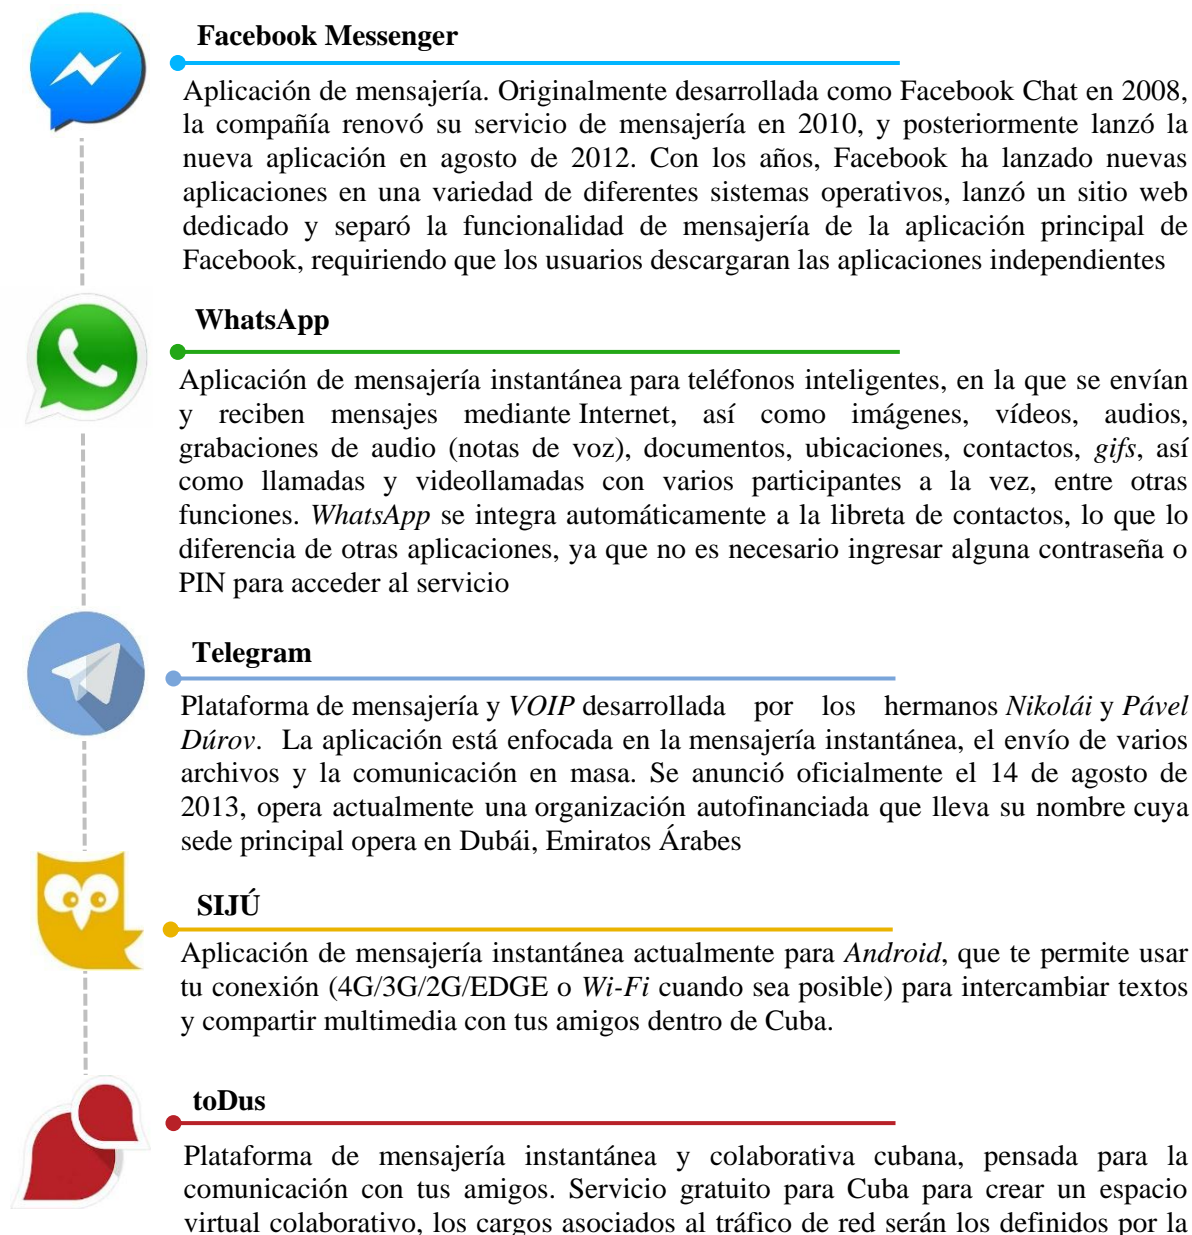 Facebook Messenger
Aplicación de mensajería. Originalmente desarrollada como Facebook Chat en 2008,
la compañía renovó su servicio de mensajería en 2010, y posteriormente lanzó la
nueva aplicación en agosto de 2012. Con los años, Facebook ha lanzado nuevas
aplicaciones en una variedad de diferentes sistemas operativos, lanzó un sitio web
dedicado y separó la funcionalidad de mensajería de la aplicación principal de
Facebook, requiriendo que los usuarios descargaran las aplicaciones independientes
WhatsApp
Aplicación de mensajería instantánea para teléfonos inteligentes, en la que se envían
y reciben mensajes mediante Internet, así como imágenes, vídeos, audios,
grabaciones de audio (notas de voz), documentos, ubicaciones, contactos, gifs, así
como llamadas y videollamadas con varios participantes a la vez, entre otras
funciones. WhatsApp se integra automáticamente a la libreta de contactos, lo que lo
diferencia de otras aplicaciones, ya que no es necesario ingresar alguna contraseña o
PIN para acceder al servicio
Telegram
Plataforma de mensajería y VOIP desarrollada por los hermanos Nikolái y Pável
Dúrov. La aplicación está enfocada en la mensajería instantánea, el envío de varios
archivos y la comunicación en masa. Se anunció oficialmente el 14 de agosto de
2013, opera actualmente una organización autofinanciada que lleva su nombre cuya
sede principal opera en Dubái, Emiratos Árabes
SIJÚ
Aplicación de mensajería instantánea actualmente para Android, que te permite usar
tu conexión (4G/3G/2G/EDGE o Wi-Fi cuando sea posible) para intercambiar textos
y compartir multimedia con tus amigos dentro de Cuba.
toDus
Plataforma de mensajería instantánea y colaborativa cubana, pensada para la
comunicación con tus amigos. Servicio gratuito para Cuba para crear un espacio
virtual colaborativo, los cargos asociados al tráfico de red serán los definidos por la